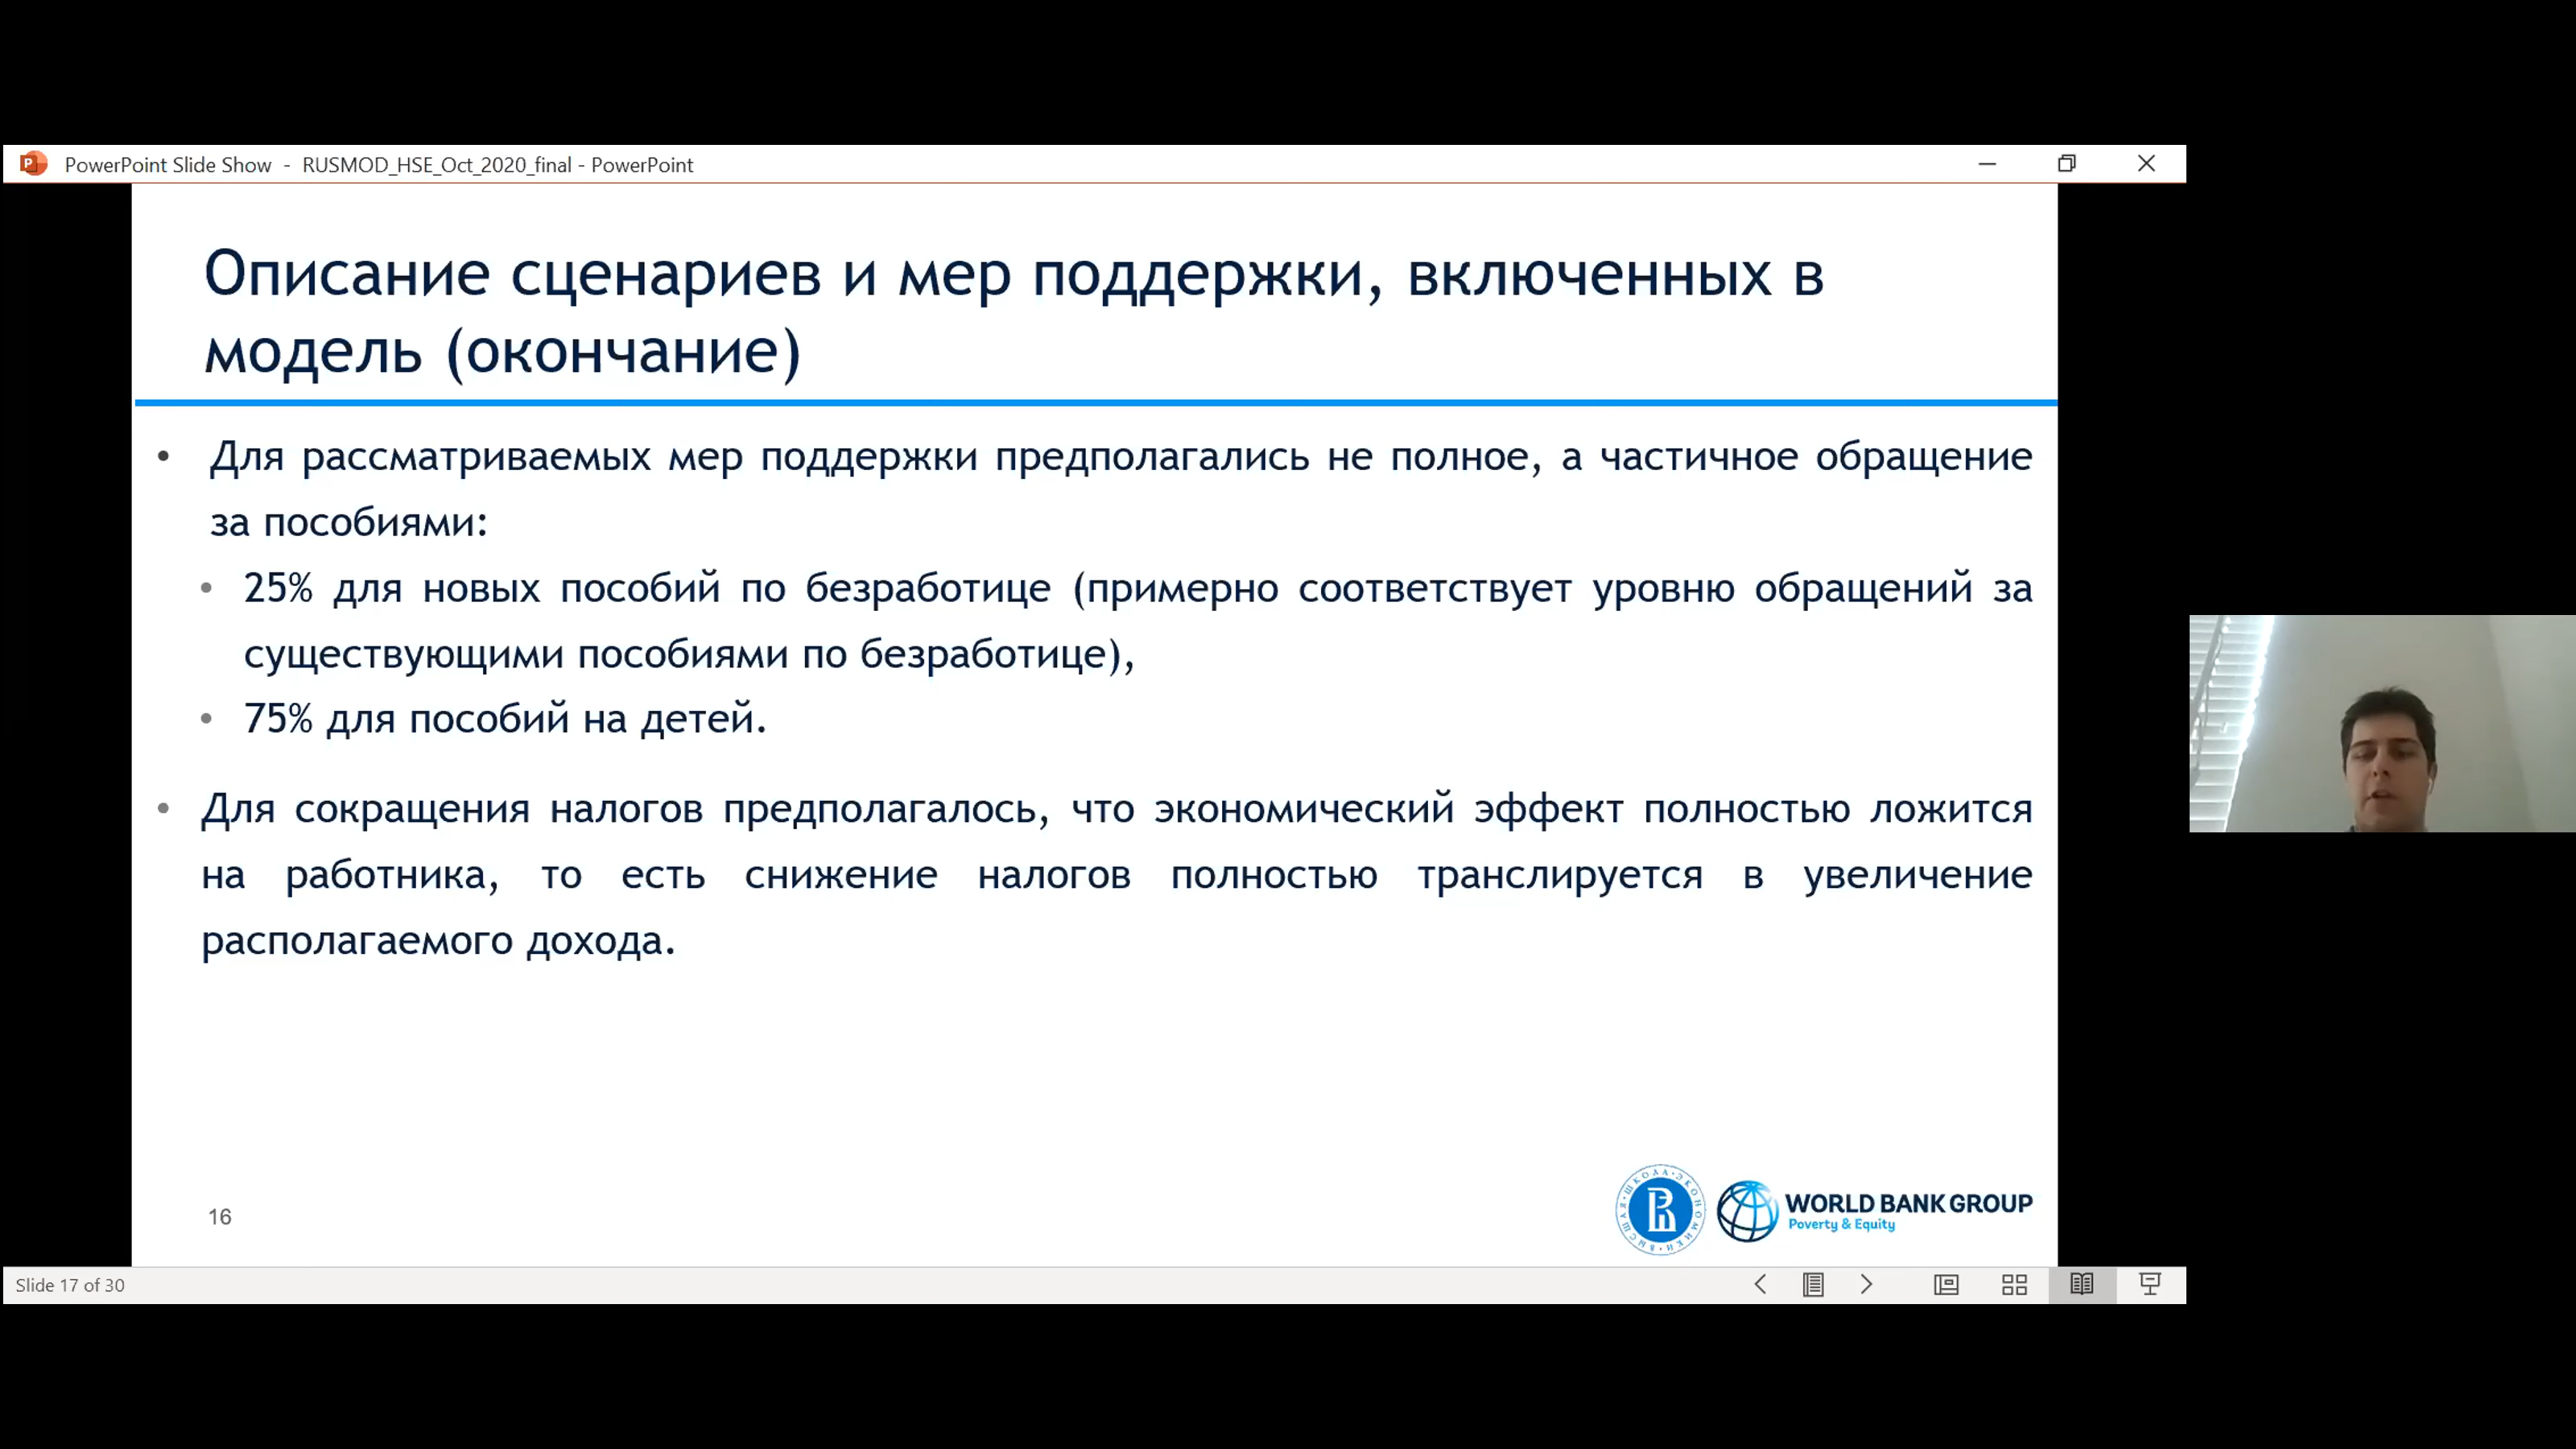 PowerPoint Slide Show - RUSMOD_HSE_Oct_2020_final - PowerPoint
Описание сценариев и мер поддержки, включенных в
модель (окончание)
• Для рассматриваемых мер поддержки предполагались не полное, а частичное обращение
за пособиями:
• 25% для новых пособий по безработице (примерно соответствует уровню обращений за
существующими пособиями по безработице),
• 75% для пособий на детей.
• Для сокращения налогов предполагалось, что экономический эффект полностью ложится
на работника, то есть снижение налогов полностью транслируется в увеличение
располагаемого дохода.
16
ВЫСШАЯ ШКОЛА ЭКОНОМИКИ
WORLD BANK GROUP
Poverty & Equity
Slide 17 of 30